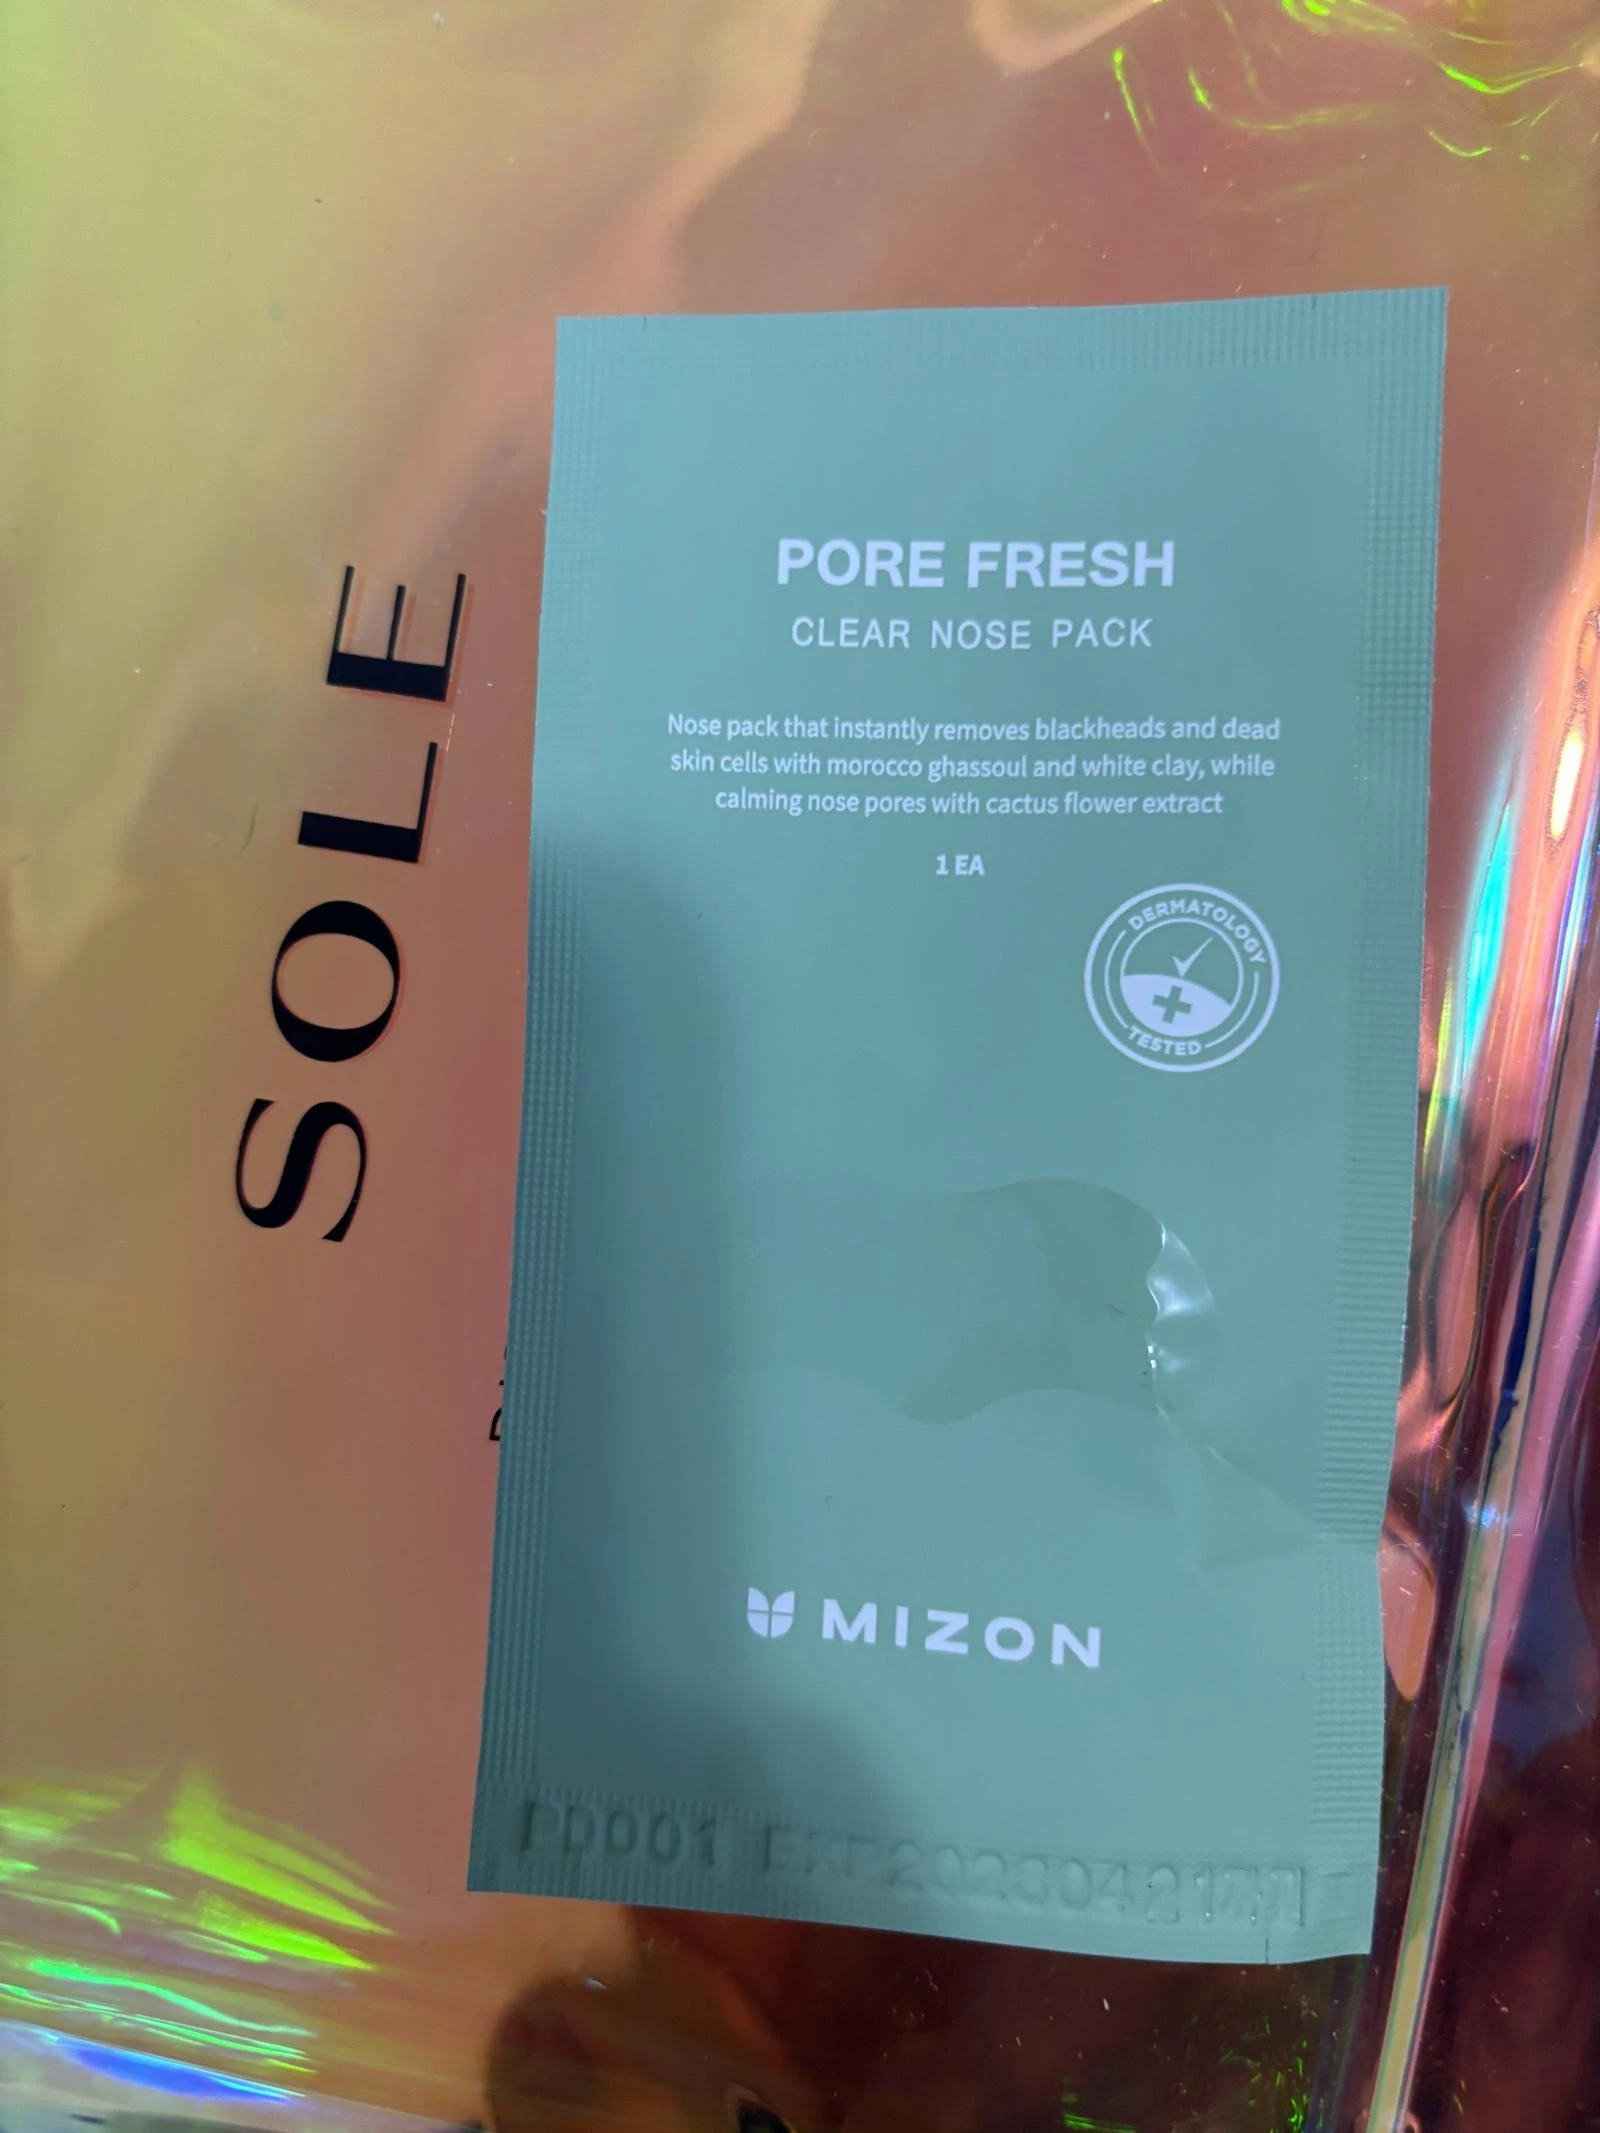 SOLE
PORE FRESH
CLEAR NOSE PACK
Nose pack that instantly removes blackheads and dead
skin cells with morocco ghassoul and white clay, while
calming nose pores with cactus flower extract
1 EA
DERMATOLOGY
TESTED
MIZON
PD001